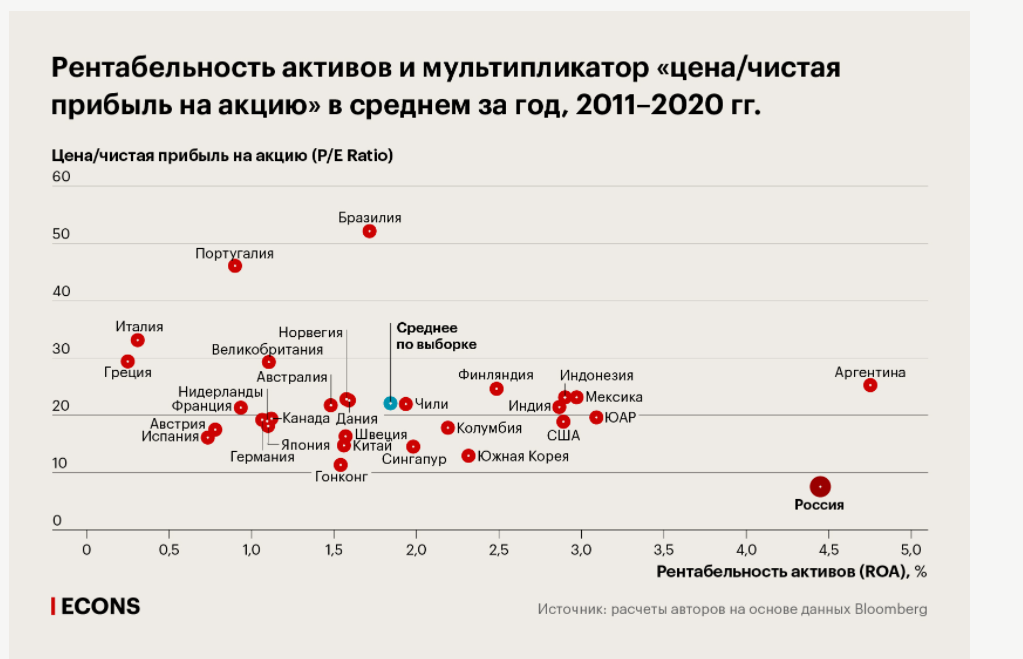 Рентабельность активов и мультипликатор «цена/чистая
прибыль на акцию» в среднем за год, 2011–2020 гг.
Цена/чистая прибыль на акцию (P/E Ratio)
60
Бразилия
50
Португалия
40
Италия
Норвегия
Среднее
по выборке
30
Великобритания
Греция
Австралия
Финляндия
Индонезия
Аргентина
Нидерланды
Франция
Чили
Индия
Мексика
20
Канада
Дания
ЮАР
Австрия
Испания
Швеция
Колумбия
США
Япония
Китай
Германия
Сингапур
Южная Корея
10
Гонконг
Россия
0
0 0,5 1,0 1,5 2,0 2,5 3,0 3,5 4,0 4,5 5,0
Рентабельность активов (ROA), %
ECONS
Источник: расчеты авторов на основе данных Bloomberg